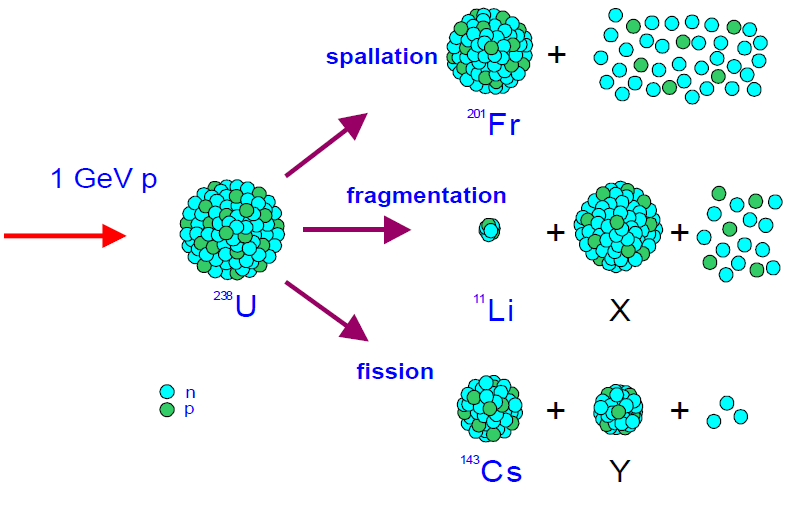 spallation
+
201Fr
1 GeV p
fragmentation
+ +
238U
11Li X
fission
n
p
+ +
143Cs Y